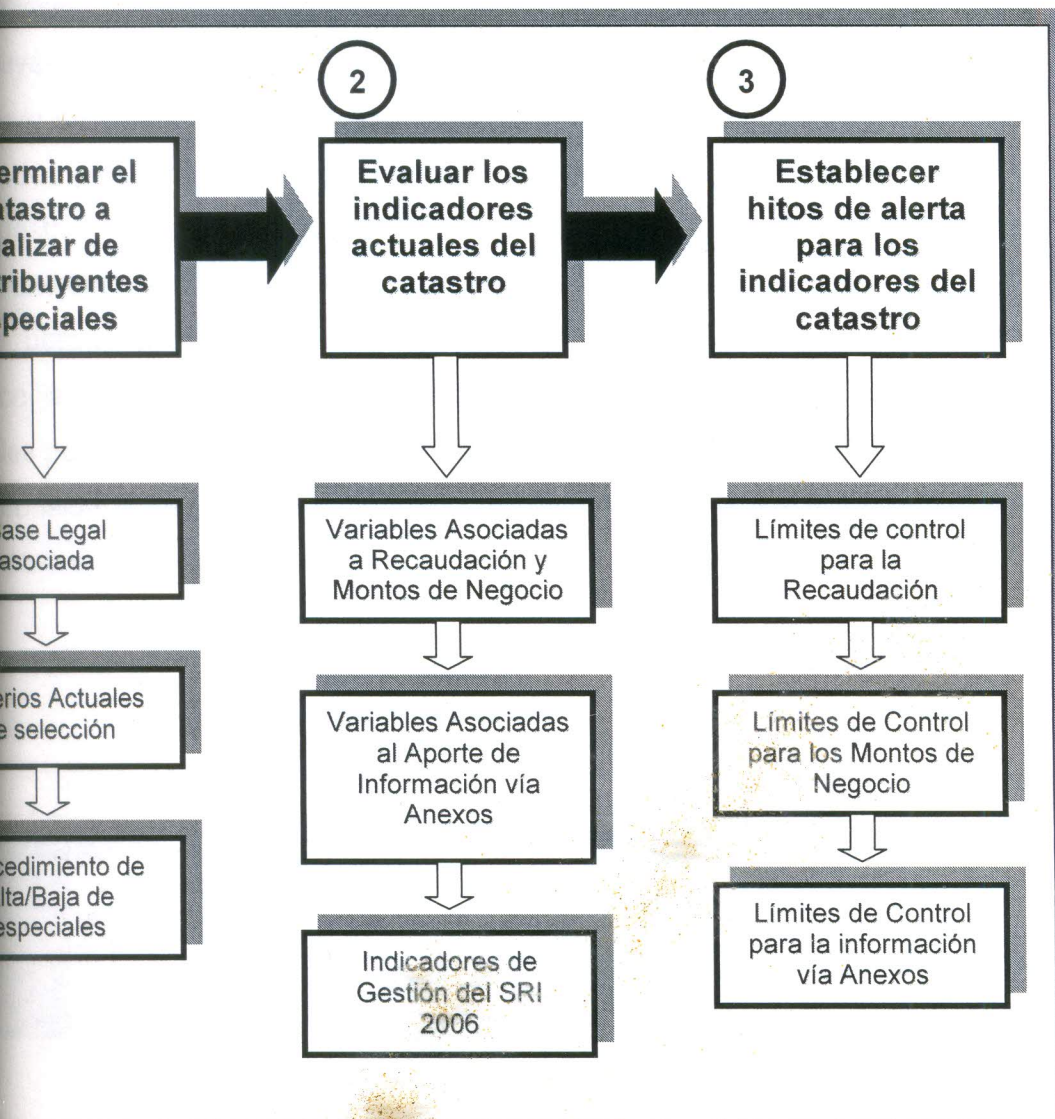 2
3
erminar el
atastro a
alizar de
tribuyentes
speciales
Evaluar los
indicadores
actuales del
catastro
Establecer
hitos de alerta
para los
indicadores del
catastro
ase Legal
asociada
erios Actuales
e selección
cedimiento de
lta/Baja de
especiales
Variables Asociadas
a Recaudación y
Montos de Negocio
Variables Asociadas
al Aporte de
Información vía
Anexos
Indicadores de
Gestión del SRI
2006
Límites de control
para la
Recaudación
Límites de Control
para los Montos de
Negocio
Límites de Control
para la información
vía Anexos